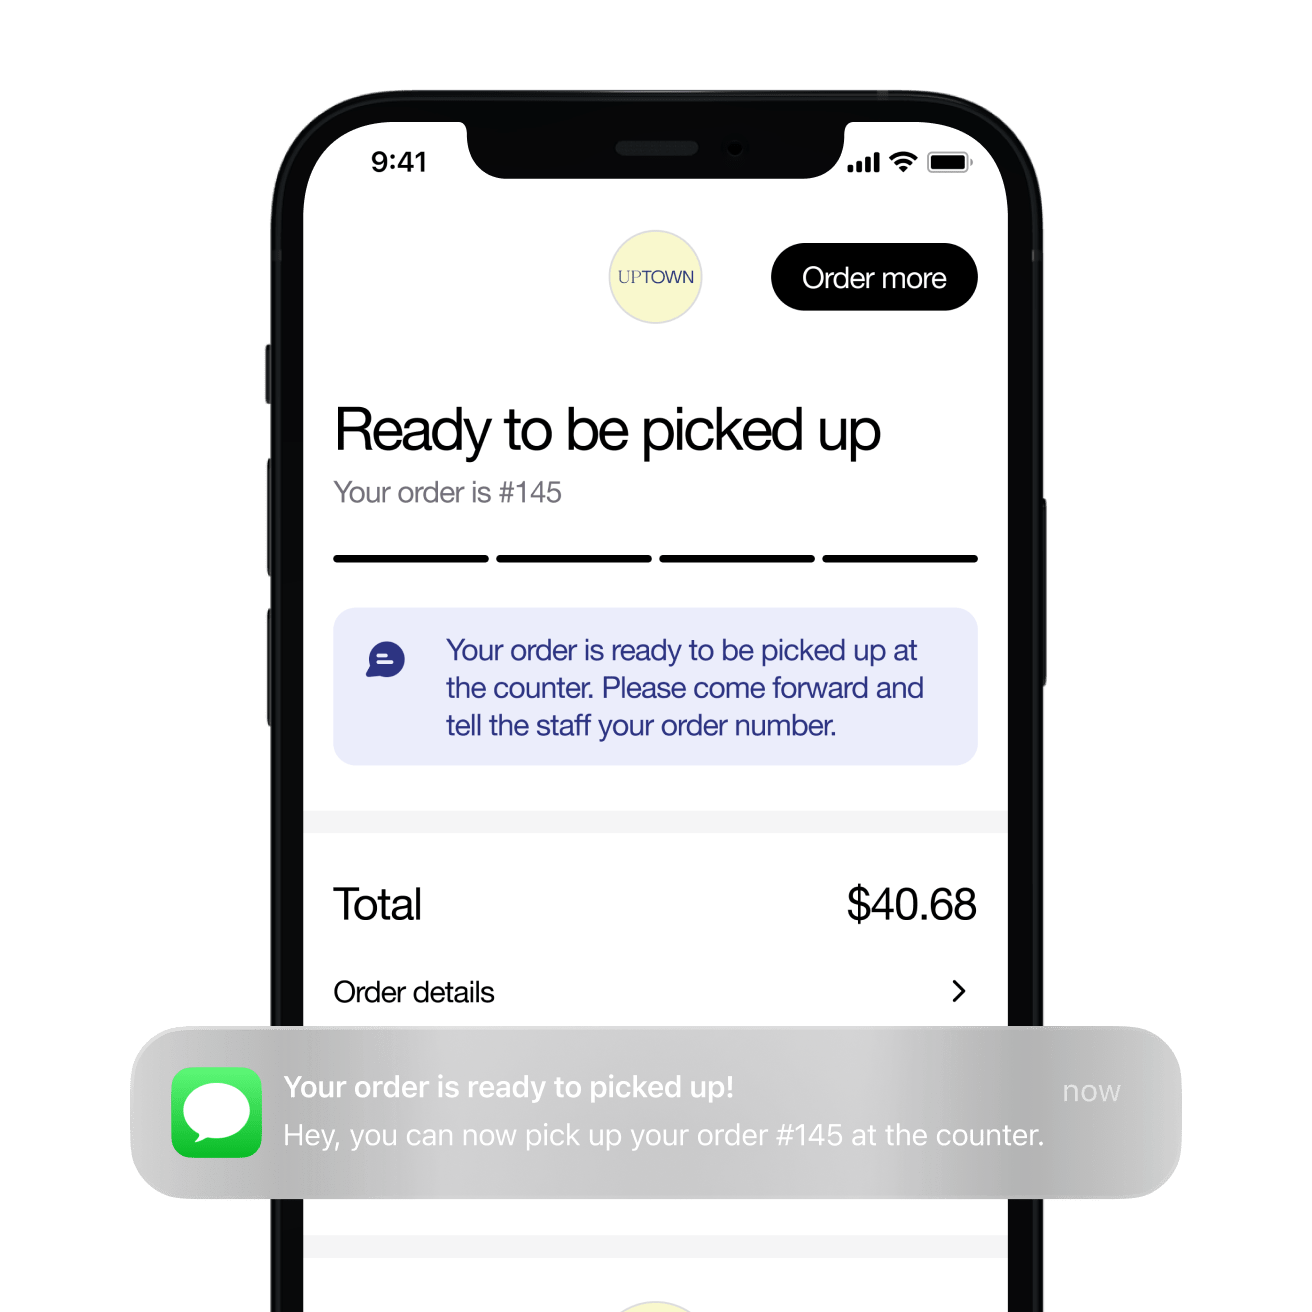 9:41
UPTOWN
Order more
Ready to be picked up
Your order is #145
Your order is ready to be picked up at
the counter. Please come forward and
tell the staff your order number.
Total
$40.68
Order details
Your order is ready to picked up!
now
Hey, you can now pick up your order #145 at the counter.